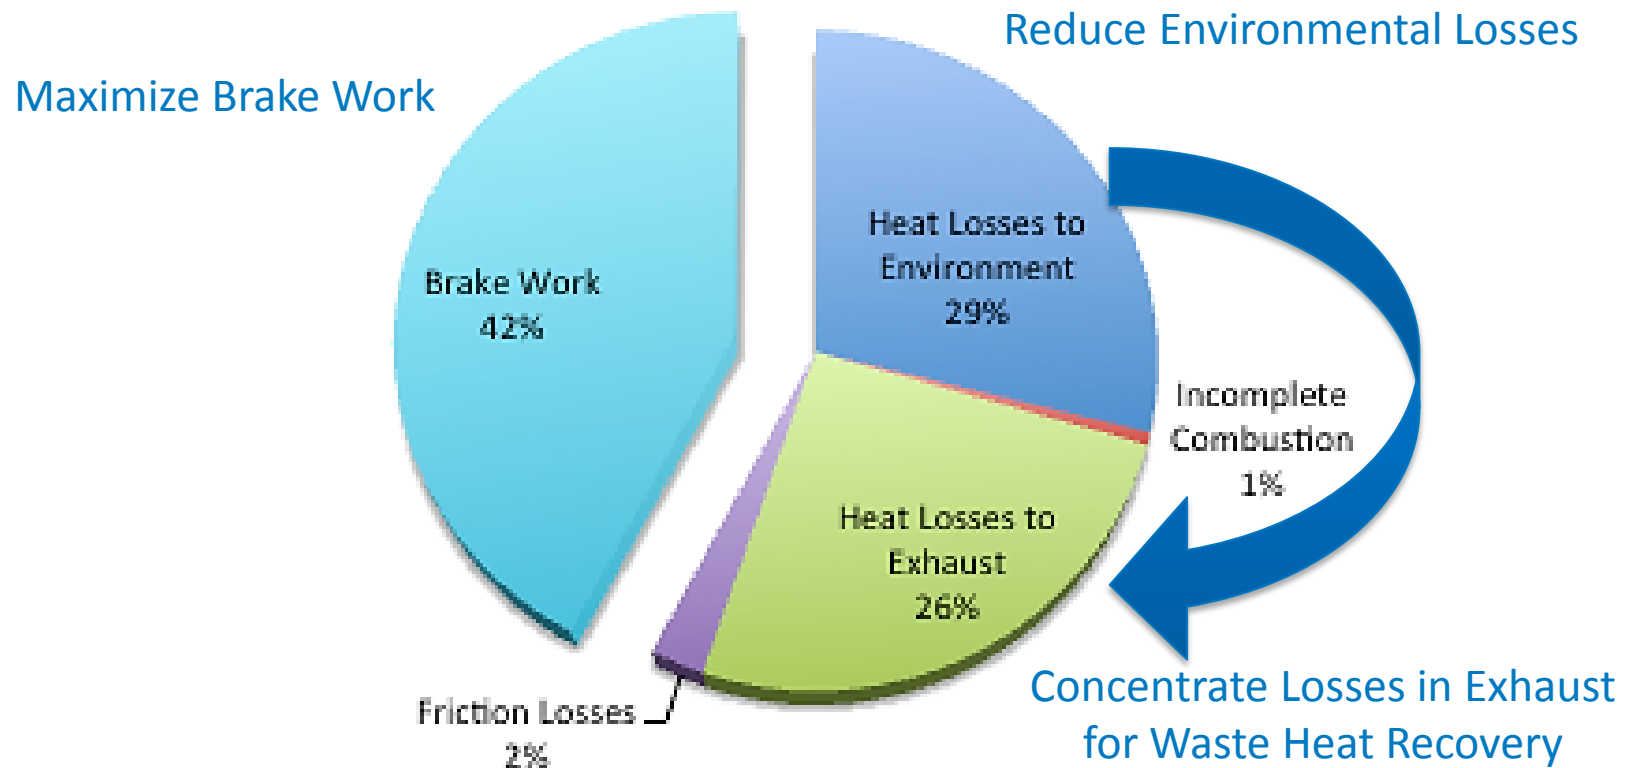 Reduce Environmental Losses
Maximize Brake Work
Heat Losses to
Environment
29%
Brake Work
42%
Incomplete
Combustion
1%
Heat Losses to
Exhaust
26%
Friction Losses
2%
Concentrate Losses in Exhaust
for Waste Heat Recovery